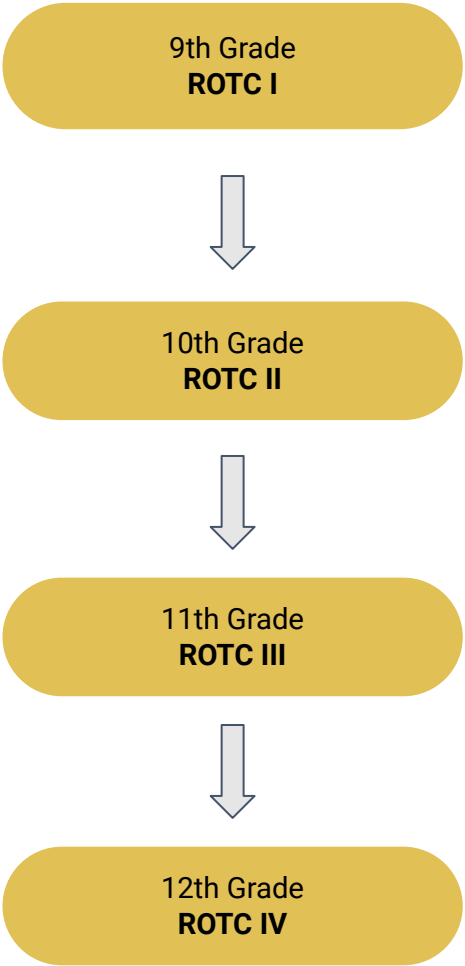 9th Grade
ROTC I
10th Grade
ROTC II
11th Grade
ROTC III
12th Grade
ROTC IV